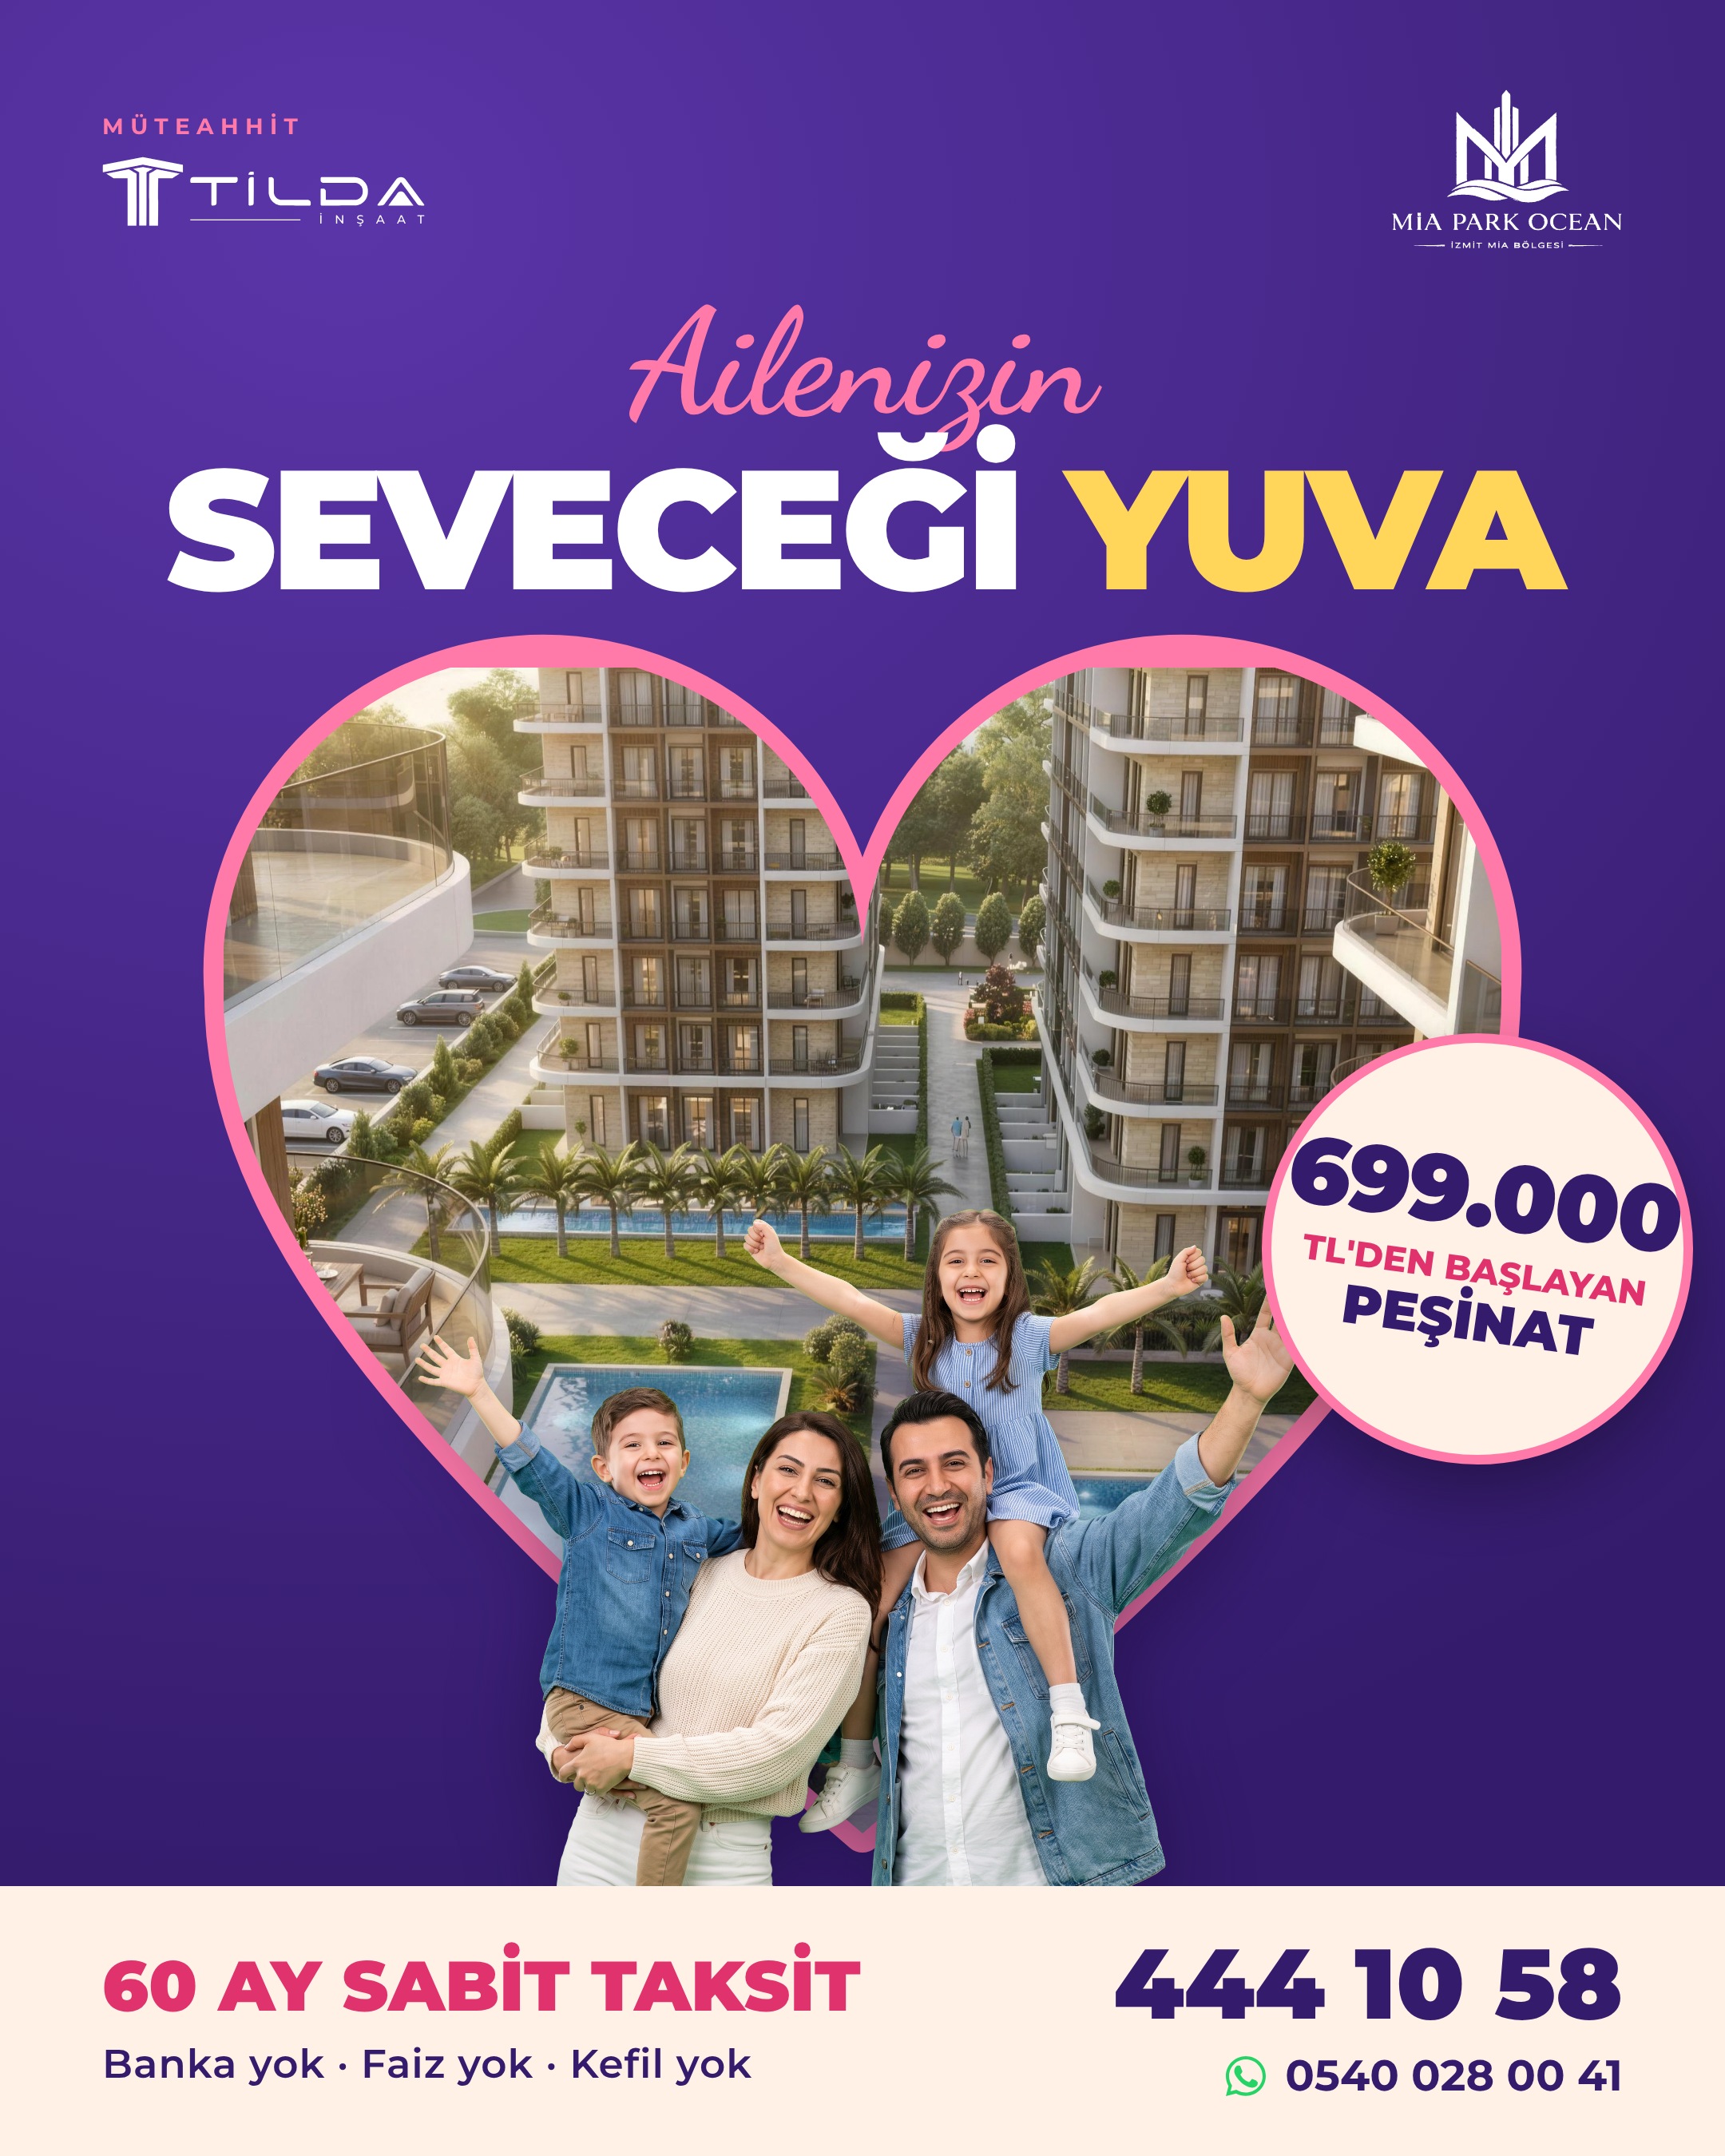 MÜTEAHHİT
TİLDA
İNŞAAT
MİA PARK OCEAN
İZMİT MİA BÖLGESİ
Ailenizin
SEVECEĞİ YUVA
699.000
TL'DEN BAŞLAYAN
PEŞİNAT
60 AY SABİT TAKSİT
Banka yok · Faiz yok · Kefil yok
444 10 58
0540 028 00 41